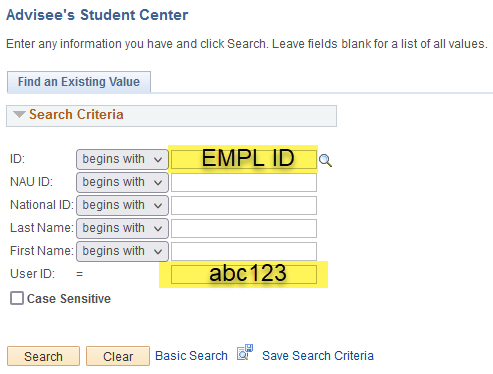 Advisee's Student Center
Enter any information you have and click Search. Leave fields blank for a list of all values.
Find an Existing Value
Search Criteria
ID: begins with EMPL ID
NAU ID: begins with
National ID: begins with
Last Name: begins with
First Name: begins with
User ID: = abc123
Case Sensitive
Search Clear Basic Search Save Search Criteria